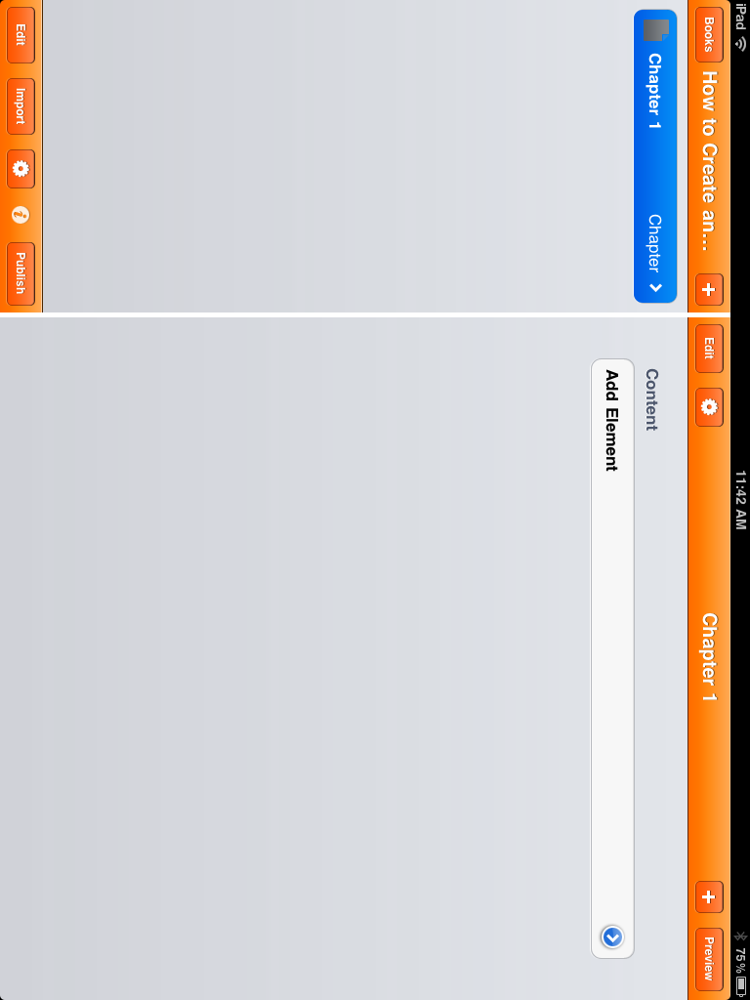 iPad 11:42 AM 75%
Books How to Create an... +
Chapter 1 Chapter
Edit Import Publish
Edit Chapter 1 + Preview
Content
Add Element